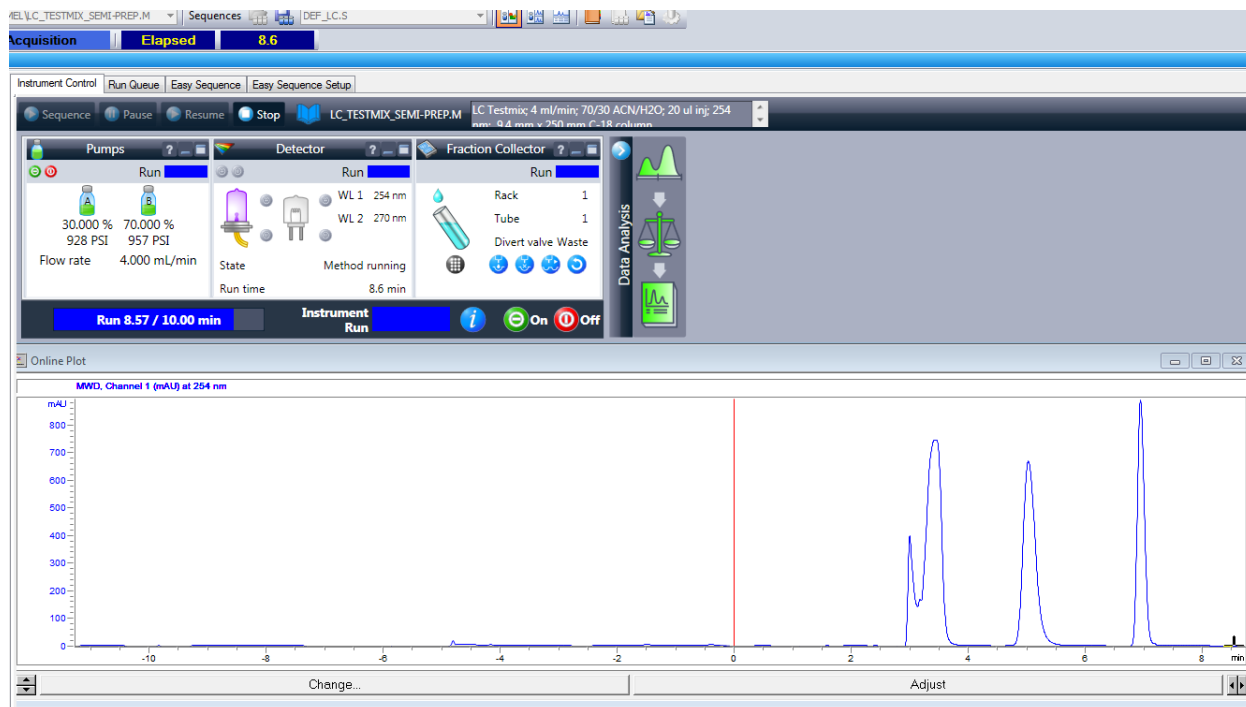 MEL\LC_TESTMIX_SEMI-PREP.M Sequences DEF_LC.S
Acquisition Elapsed 8.6
Instrument Control Run Queue Easy Sequence Easy Sequence Setup
Sequence Pause Resume Stop LC_TESTMIX_SEMI-PREP.M LC Testmix; 4 ml/min; 70/30 ACN/H2O; 20 ul inj; 254
nm; 9.4 mm x 250 mm C-18 column
Pumps ? Detector ? Fraction Collector ?
Run Run Run
A B WL 1 254 nm Rack 1
30.000 % 70.000 % WL 2 270 nm Tube 1
928 PSI 957 PSI Divert valve Waste
Flow rate 4.000 mL/min State Method running
Run time 8.6 min
Data Analysis
Run 8.57 / 10.00 min Instrument Run i On Off
Online Plot
MWD, Channel 1 (mAU) at 254 nm
mAU
800
700
600
500
400
300
200
100
0
-10 -8 -6 -4 -2 0 2 4 6 8 min
Change... Adjust